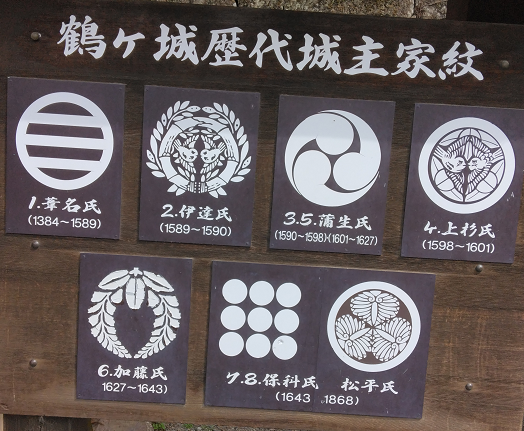 鶴ヶ城歴代城主家紋
1.葦名氏
(1384～1589)
2.伊達氏
(1589～1590)
3.5.蒲生氏
(1590～1598)・(1601～1627)
4.上杉氏
(1598～1601)
6.加藤氏
1627～1643)
7.8.保科氏 松平氏
(1643 1868)